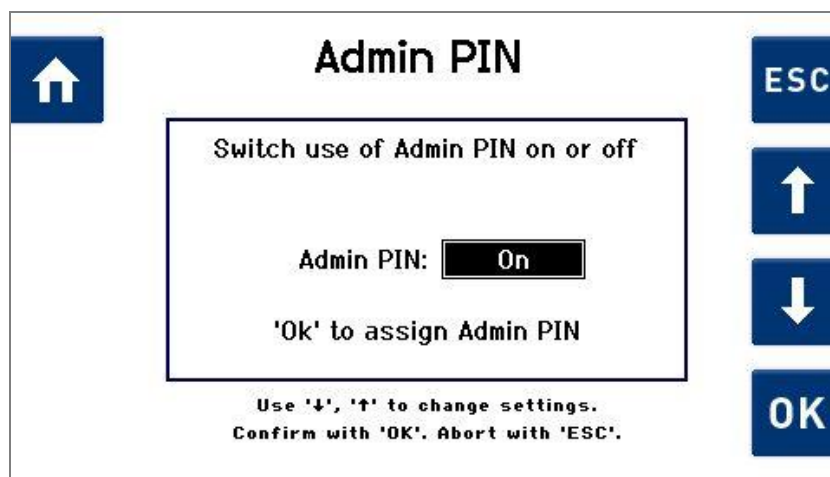 Admin PIN
ESC
Switch use of Admin PIN on or off
Admin PIN: On
'Ok' to assign Admin PIN
Use '↓', '↑' to change settings.
Confirm with 'OK'. Abort with 'ESC'.
OK